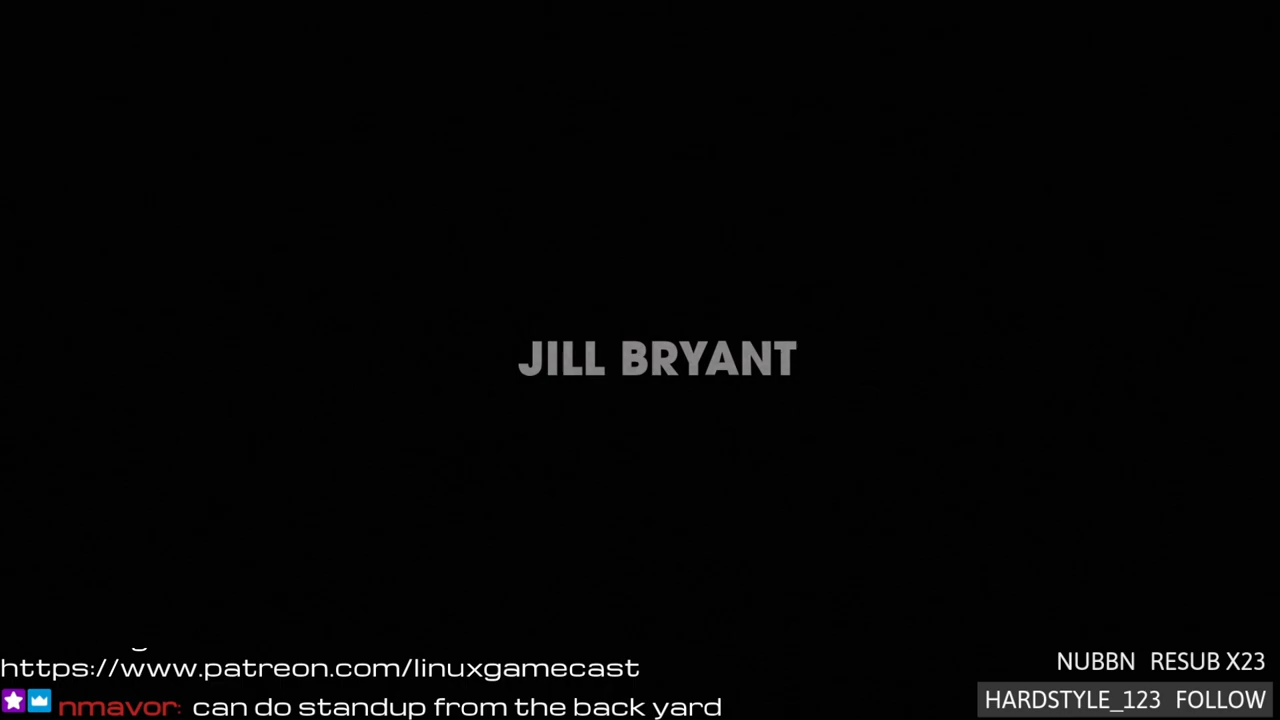 JILL BRYANT
https://www.patreon.com/linuxgamecast
nmavor: can do standup from the back yard
NUBBN RESUB X23
HARDSTYLE_123 FOLLOW